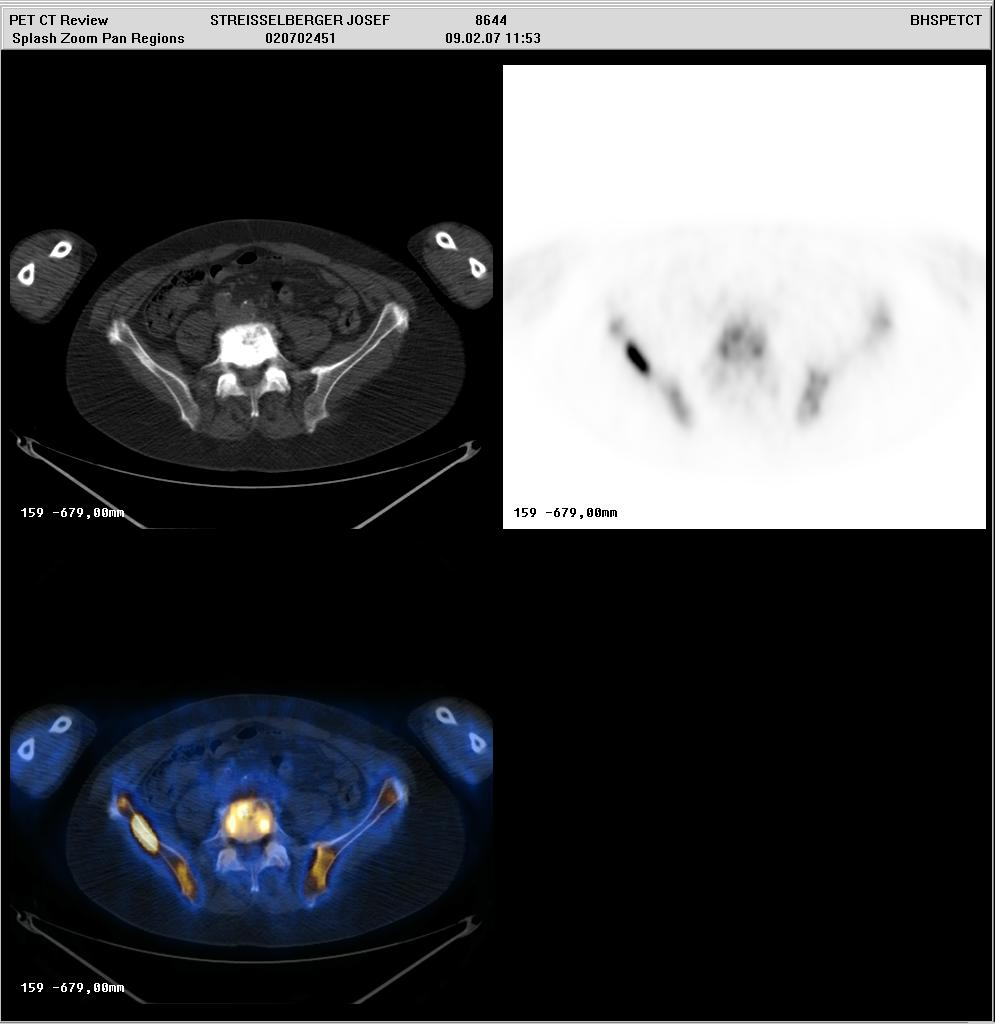 PET CT Review STREISSELBERGER JOSEF 8644 BHSPETCT
Splash Zoom Pan Regions 020702451 09.02.07 11:53
159 -679,00mm
159 -679,00mm
159 -679,00mm